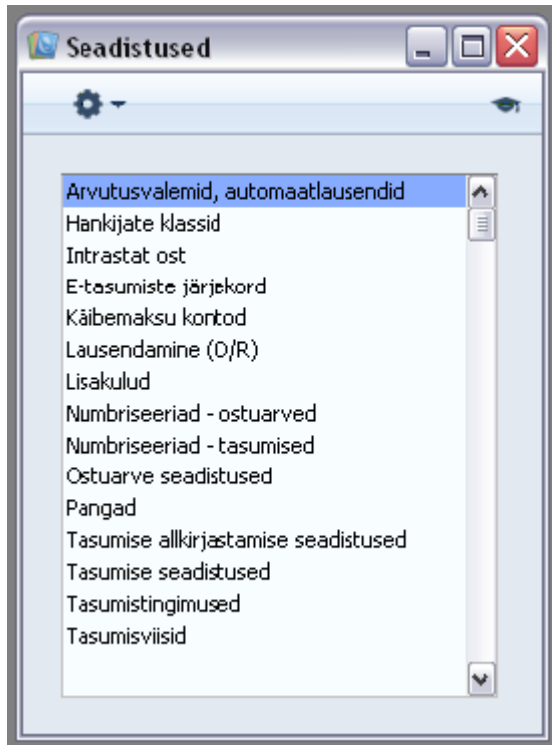 Seadistused
Arvutusvalemid, automaatlausendid
Hankijate klassid
Intrastat ost
E-tasumiste järjekord
Käibemaksu kontod
Lausendamine (O/R)
Lisakulud
Numbriseeriad - ostuarved
Numbriseeriad - tasumised
Ostuarve seadistused
Pangad
Tasumise allkirjastamise seadistused
Tasumise seadistused
Tasumistingimused
Tasumisviisid